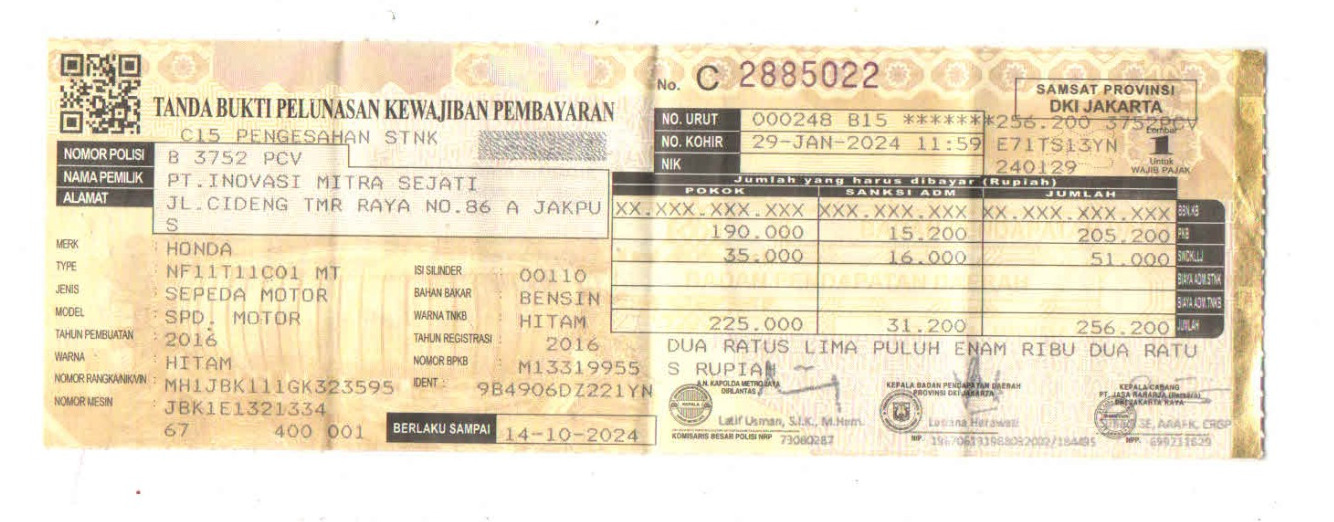 TANDA BUKTI PELUNASAN KEWAJIBAN PEMBAYARAN
C15 PENGESAHAN STNK
NOMOR POLISI B 3752 PCV
NAMA PEMILIK PT.INOVASI MITRA SEJATI
ALAMAT JL.CIDENG TMR RAYA NO.86 A JAKPU
S
MERK : HONDA
TYPE : NF11T11C01 MT ISI SILINDER : 00110
JENIS : SEPEDA MOTOR BAHAN BAKAR : BENSIN
MODEL : SPD. MOTOR WARNA TNKB : HITAM
TAHUN PEMBUATAN : 2016 TAHUN REGISTRASI : 2016
WARNA : HITAM NOMOR BPKB : M13319955
NOMOR RANGKA/NIK/VIN : MH1JBK111GK323595 IDENT : 9B4906DZ221YN
NOMOR MESIN : JBK1E1321334
67 400 001 BERLAKU SAMPAI 14-10-2024
No. C 2885022
SAMSAT PROVINSI
DKI JAKARTA
NO. URUT 000248 B15 *******256.200 3752PCV
NO. KOHIR 29-JAN-2024 11:59 E71TS13YN
NIK 240129
Lembar
1
Untuk
WAJIB PAJAK
Jumlah yang harus dibayar (Rupiah)
POKOK SANKSI ADM JUMLAH
XX.XXX.XXX.XXX XXX.XXX.XXX XX.XXX.XXX.XXX BBN.KB
190.000 15.200 205.200 PKB
35.000 16.000 51.000 SWDKLLJ
BIAYA ADM.STNK
BIAYA ADM.TNKB
225.000 31.200 256.200 JUMLAH
DUA RATUS LIMA PULUH ENAM RIBU DUA RATU
S RUPIAH
A.N. KAPOLDA METRO JAYA
DIRLANTAS
Latif Usman, S.I.K., M.Hum.
KOMISARIS BESAR POLISI NRP 73080287
KEPALA BADAN PENDAPATAN DAERAH
PROVINSI DKI JAKARTA
Lusiana Herawati
NIP.
KEPALA CABANG
PT. JASA RAHARJA (Persero)
DKI JAKARTA RAYA
SE, AAAIK, CRGP
NPP.